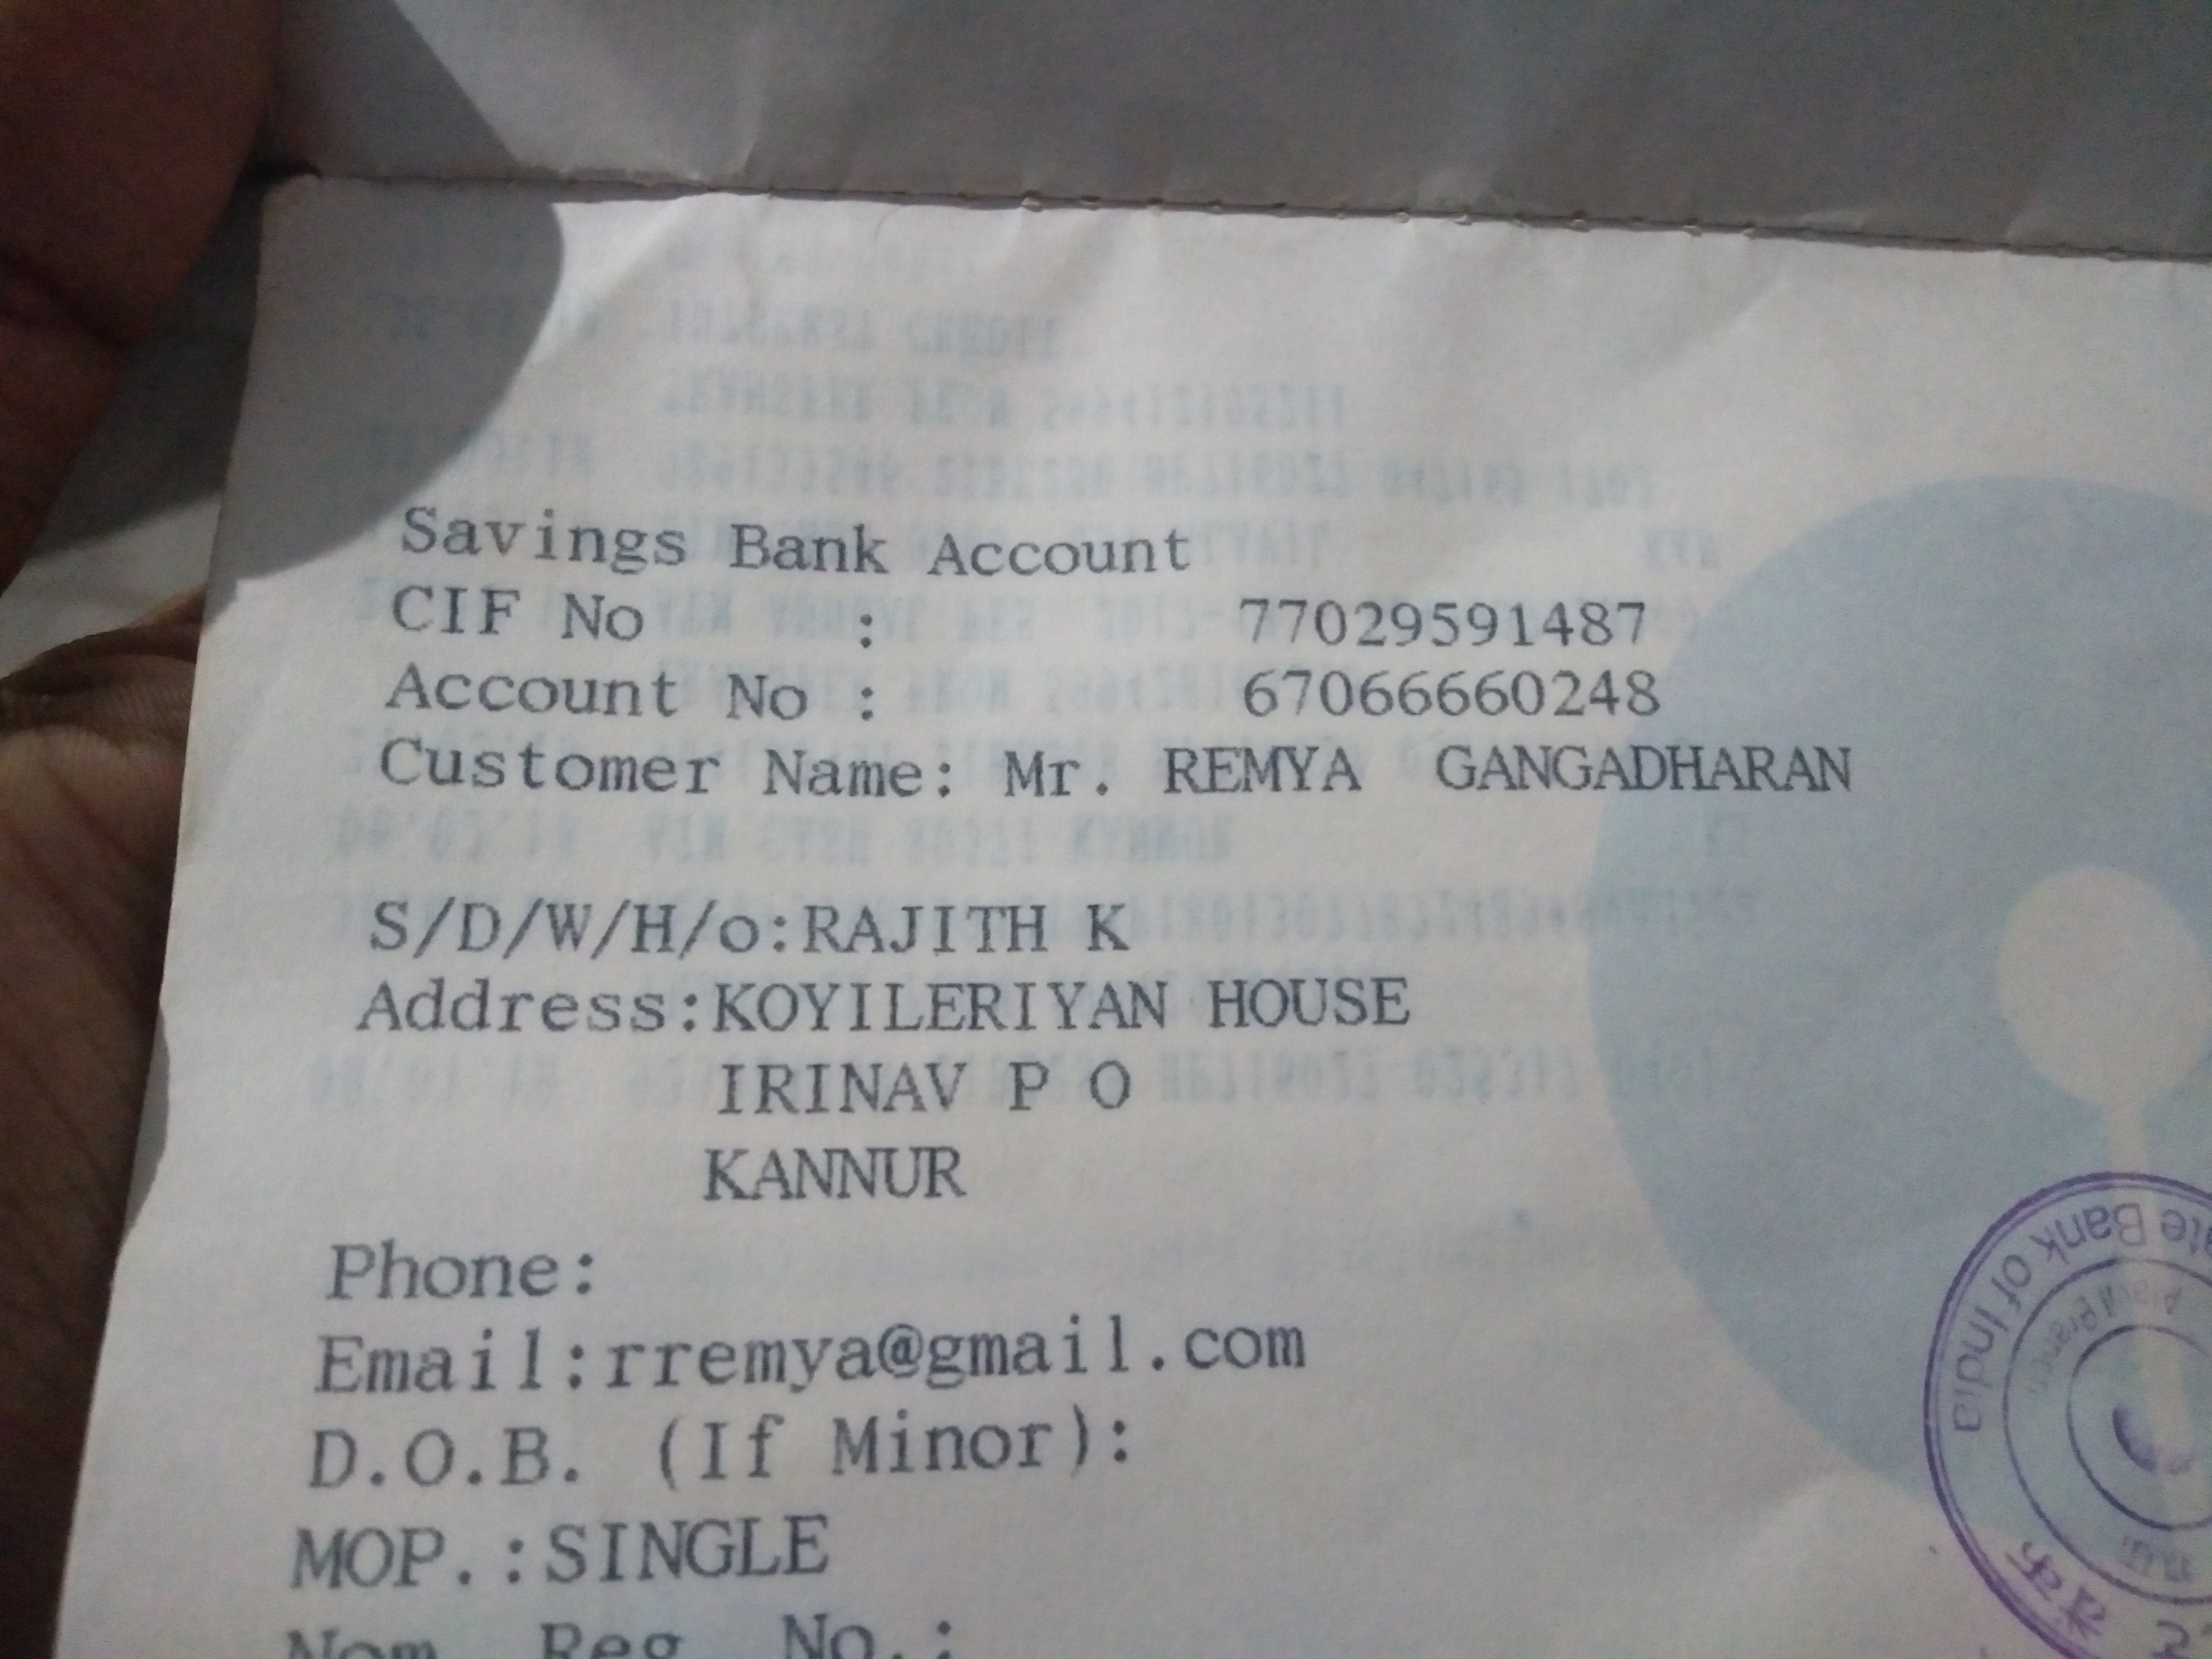 Savings Bank Account
CIF No : 77029591487
Account No : 67066660248
Customer Name: Mr. REMYA GANGADHARAN
S/D/W/H/o:RAJITH K
Address:KOYILERIYAN HOUSE
IRINAV P O
KANNUR
Phone:
Email:rremya@gmail.com
D.O.B. (If Minor):
MOP.:SINGLE
Nom Reg No.:
Bank of India